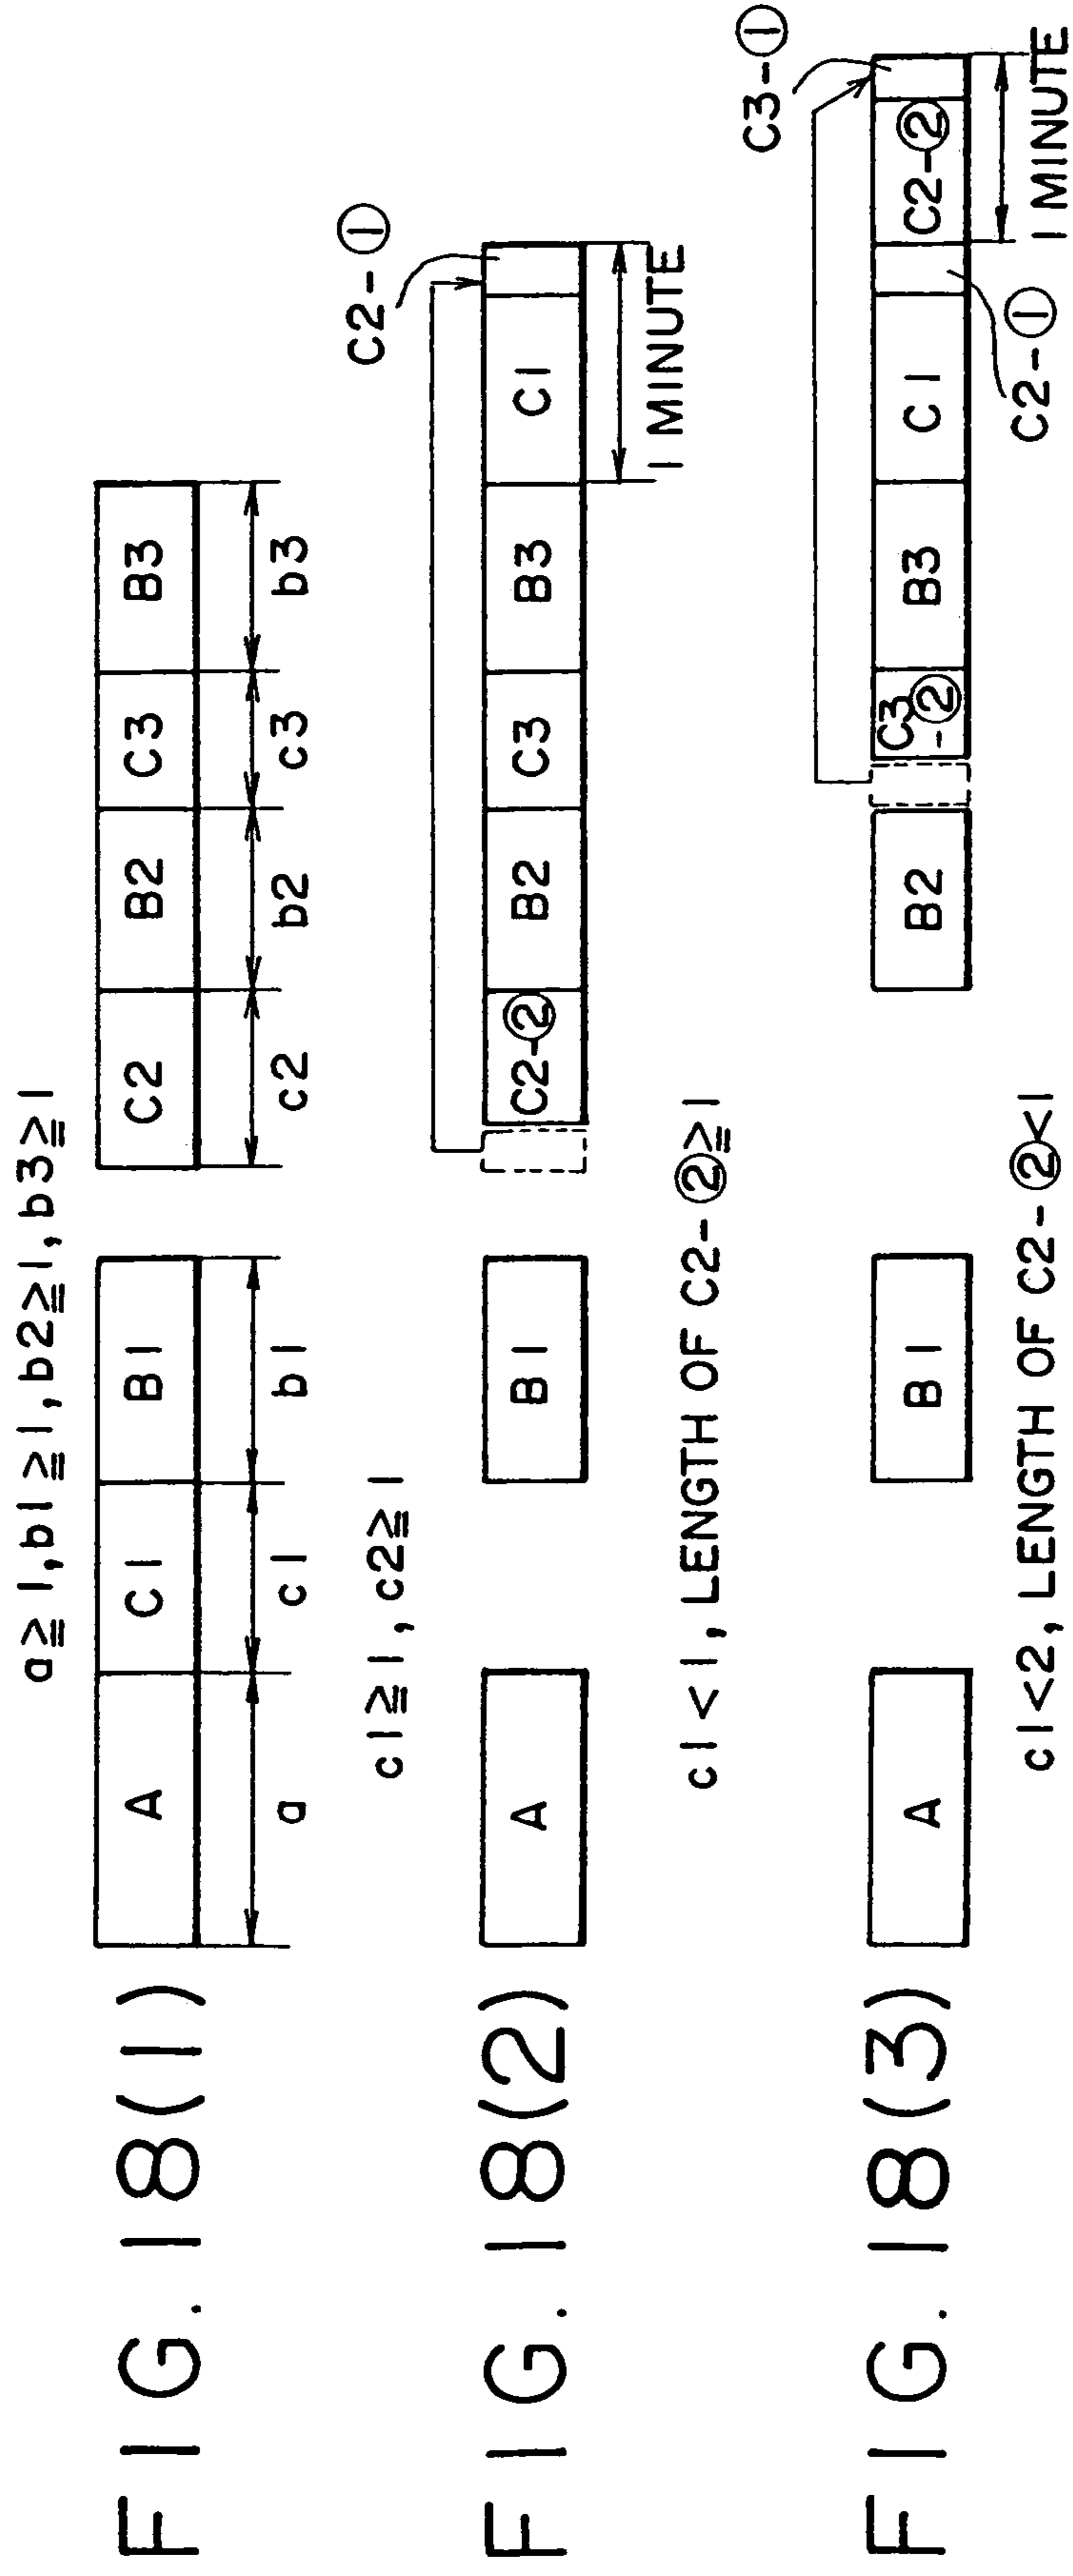 FIG. 18(1)
a≧1, b1≧1, b2≧1, b3≧1
A C1 B1 C2 B2 C3 B3
a c1 b1 c2 b2 c3 b3
c1≧1, c2≧1
FIG. 18(2)
C2-①
A B1 C2-② B2 C3 B3 C1
1 MINUTE
c1<1, LENGTH OF C2-②≧1
FIG. 18(3)
C3-①
A B1 B2 C3-② B3 C1 C2-②
C2-①
1 MINUTE
c1<2, LENGTH OF C2-②<1